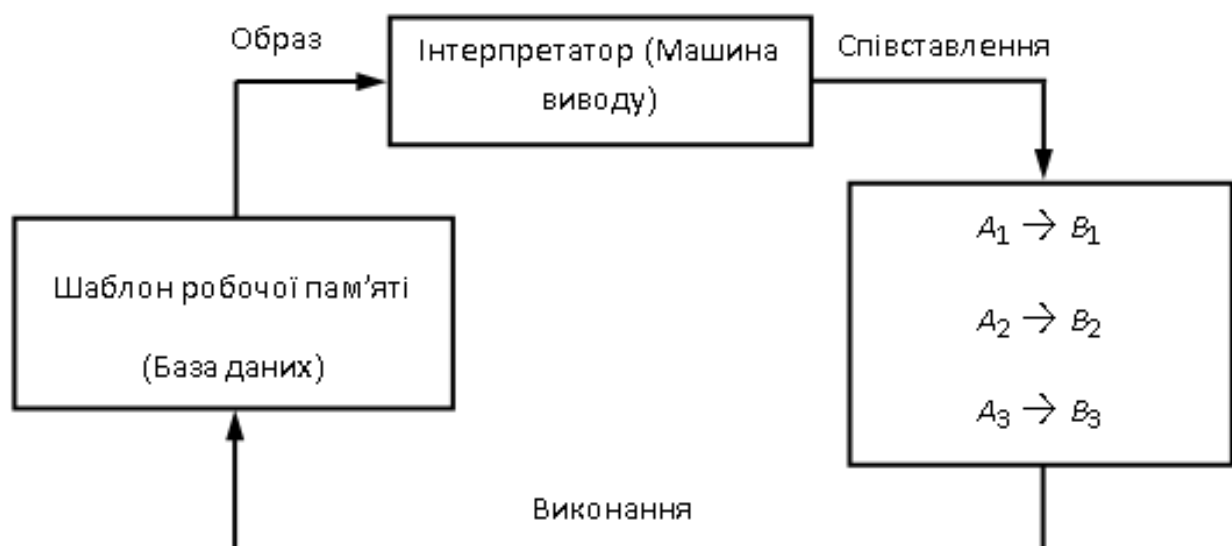 Образ
Інтерпретатор (Машина
виводу)
Співставлення
Шаблон робочої пам'яті
(База даних)
A₁ → B₁
A₂ → B₂
A₃ → B₃
Виконання